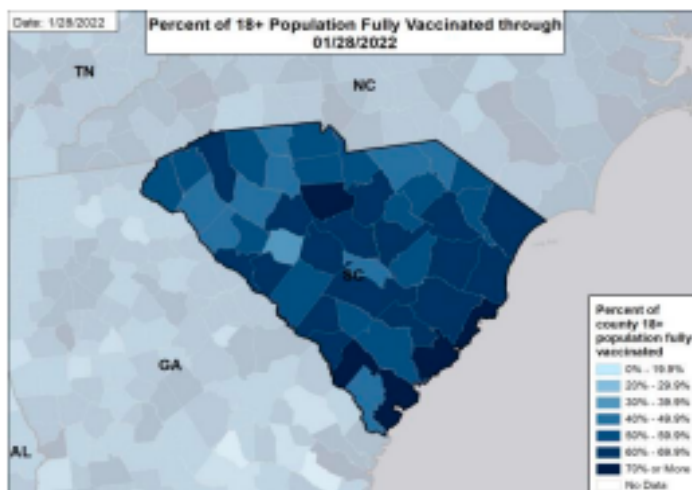 Date: 1/28/2022
Percent of 18+ Population Fully Vaccinated through
01/28/2022
TN
NC
SC
GA
AL
Percent of
county 18+
population fully
vaccinated
0% - 19.9%
20% - 29.9%
30% - 39.9%
40% - 49.9%
50% - 59.9%
60% - 69.9%
70% or More
No Data